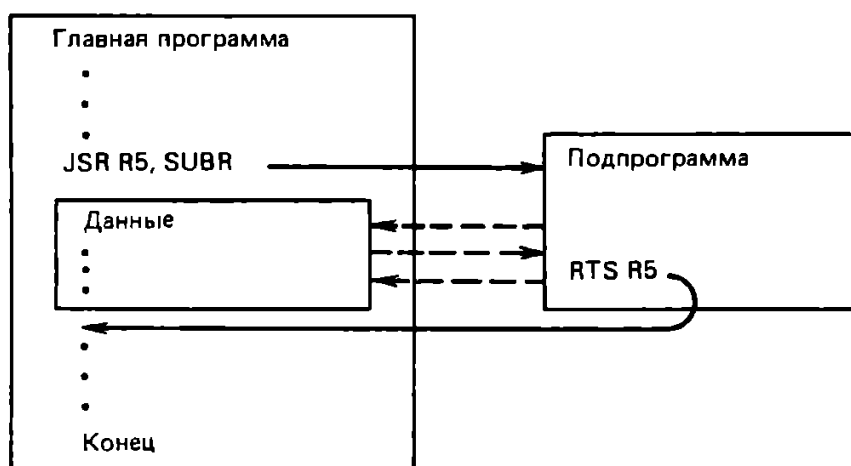 Главная программа
JSR R5, SUBR
Подпрограмма
Данные
RTS R5
Конец